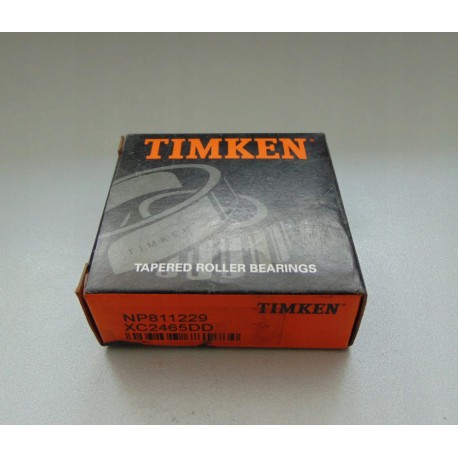 TIMKEN
TIMKEN
TAPERED ROLLER BEARINGS
NP811229
XC2465DD
TIMKEN